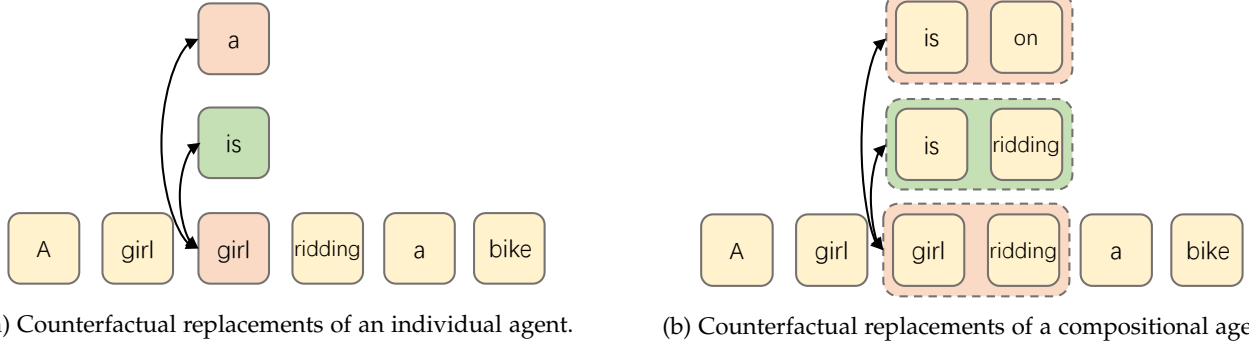 a
is
A girl girl ridding a bike
) Counterfactual replacements of an individual agent.
is on
is ridding
A girl girl ridding a bike
(b) Counterfactual replacements of a compositional age